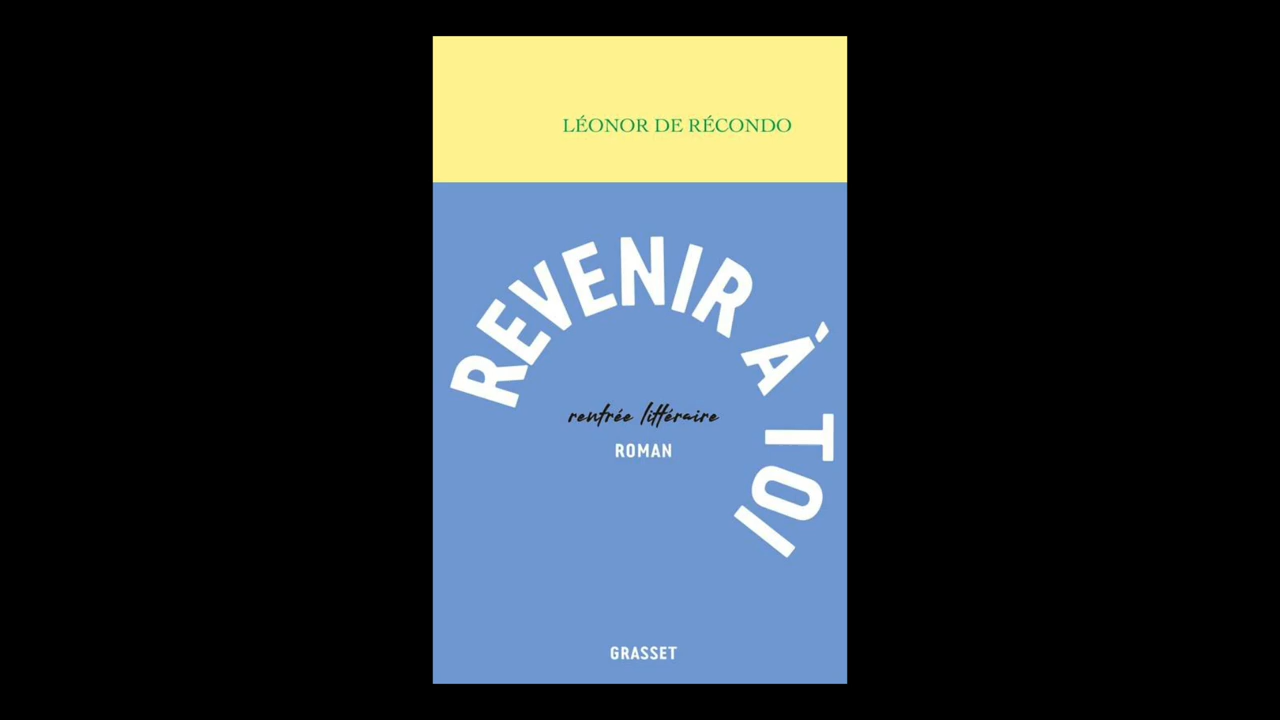 LÉONOR DE RÉCONDO
REVENIR À TOI
rentrée littéraire
ROMAN
GRASSET